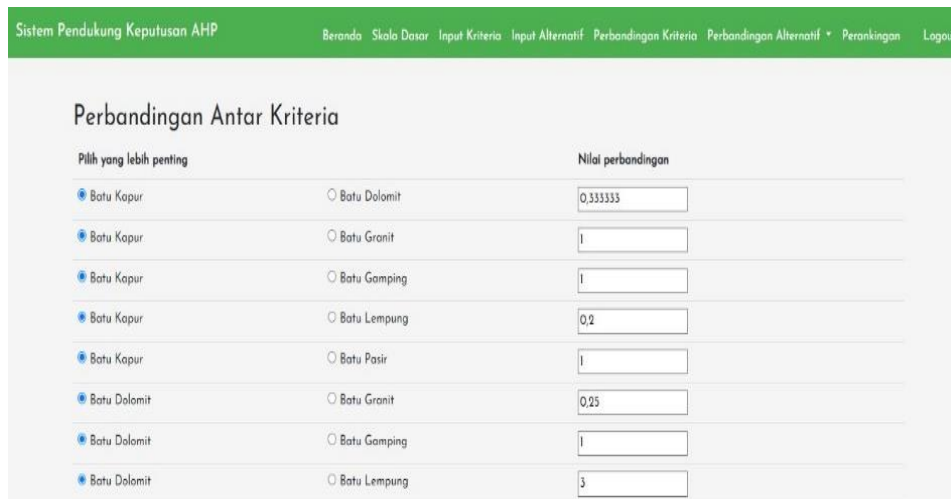 Sistem Pendukung Keputusan AHP Beranda Skala Dasar Input Kriteria Input Alternatif Perbandingan Kriteria Perbandingan Alternatif Perankingan Logou
Perbandingan Antar Kriteria
Pilih yang lebih penting Nilai perbandingan
Batu Kapur Batu Dolomit 0,333333
Batu Kapur Batu Granit 1
Batu Kapur Batu Gamping 1
Batu Kapur Batu Lempung 0,2
Batu Kapur Batu Pasir 1
Batu Dolomit Batu Granit 0,25
Batu Dolomit Batu Gamping 1
Batu Dolomit Batu Lempung 3